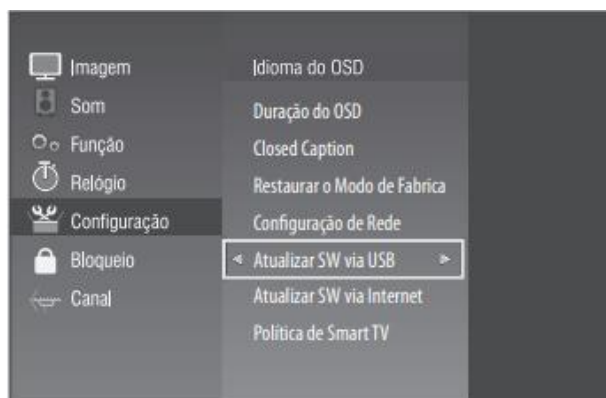 Imagem
Som
Função
Relógio
Configuração
Bloqueio
Canal
Idioma do OSD
Duração do OSD
Closed Caption
Restaurar o Modo de Fabrica
Configuração de Rede
Atualizar SW via USB
Atualizar SW via Internet
Política de Smart TV